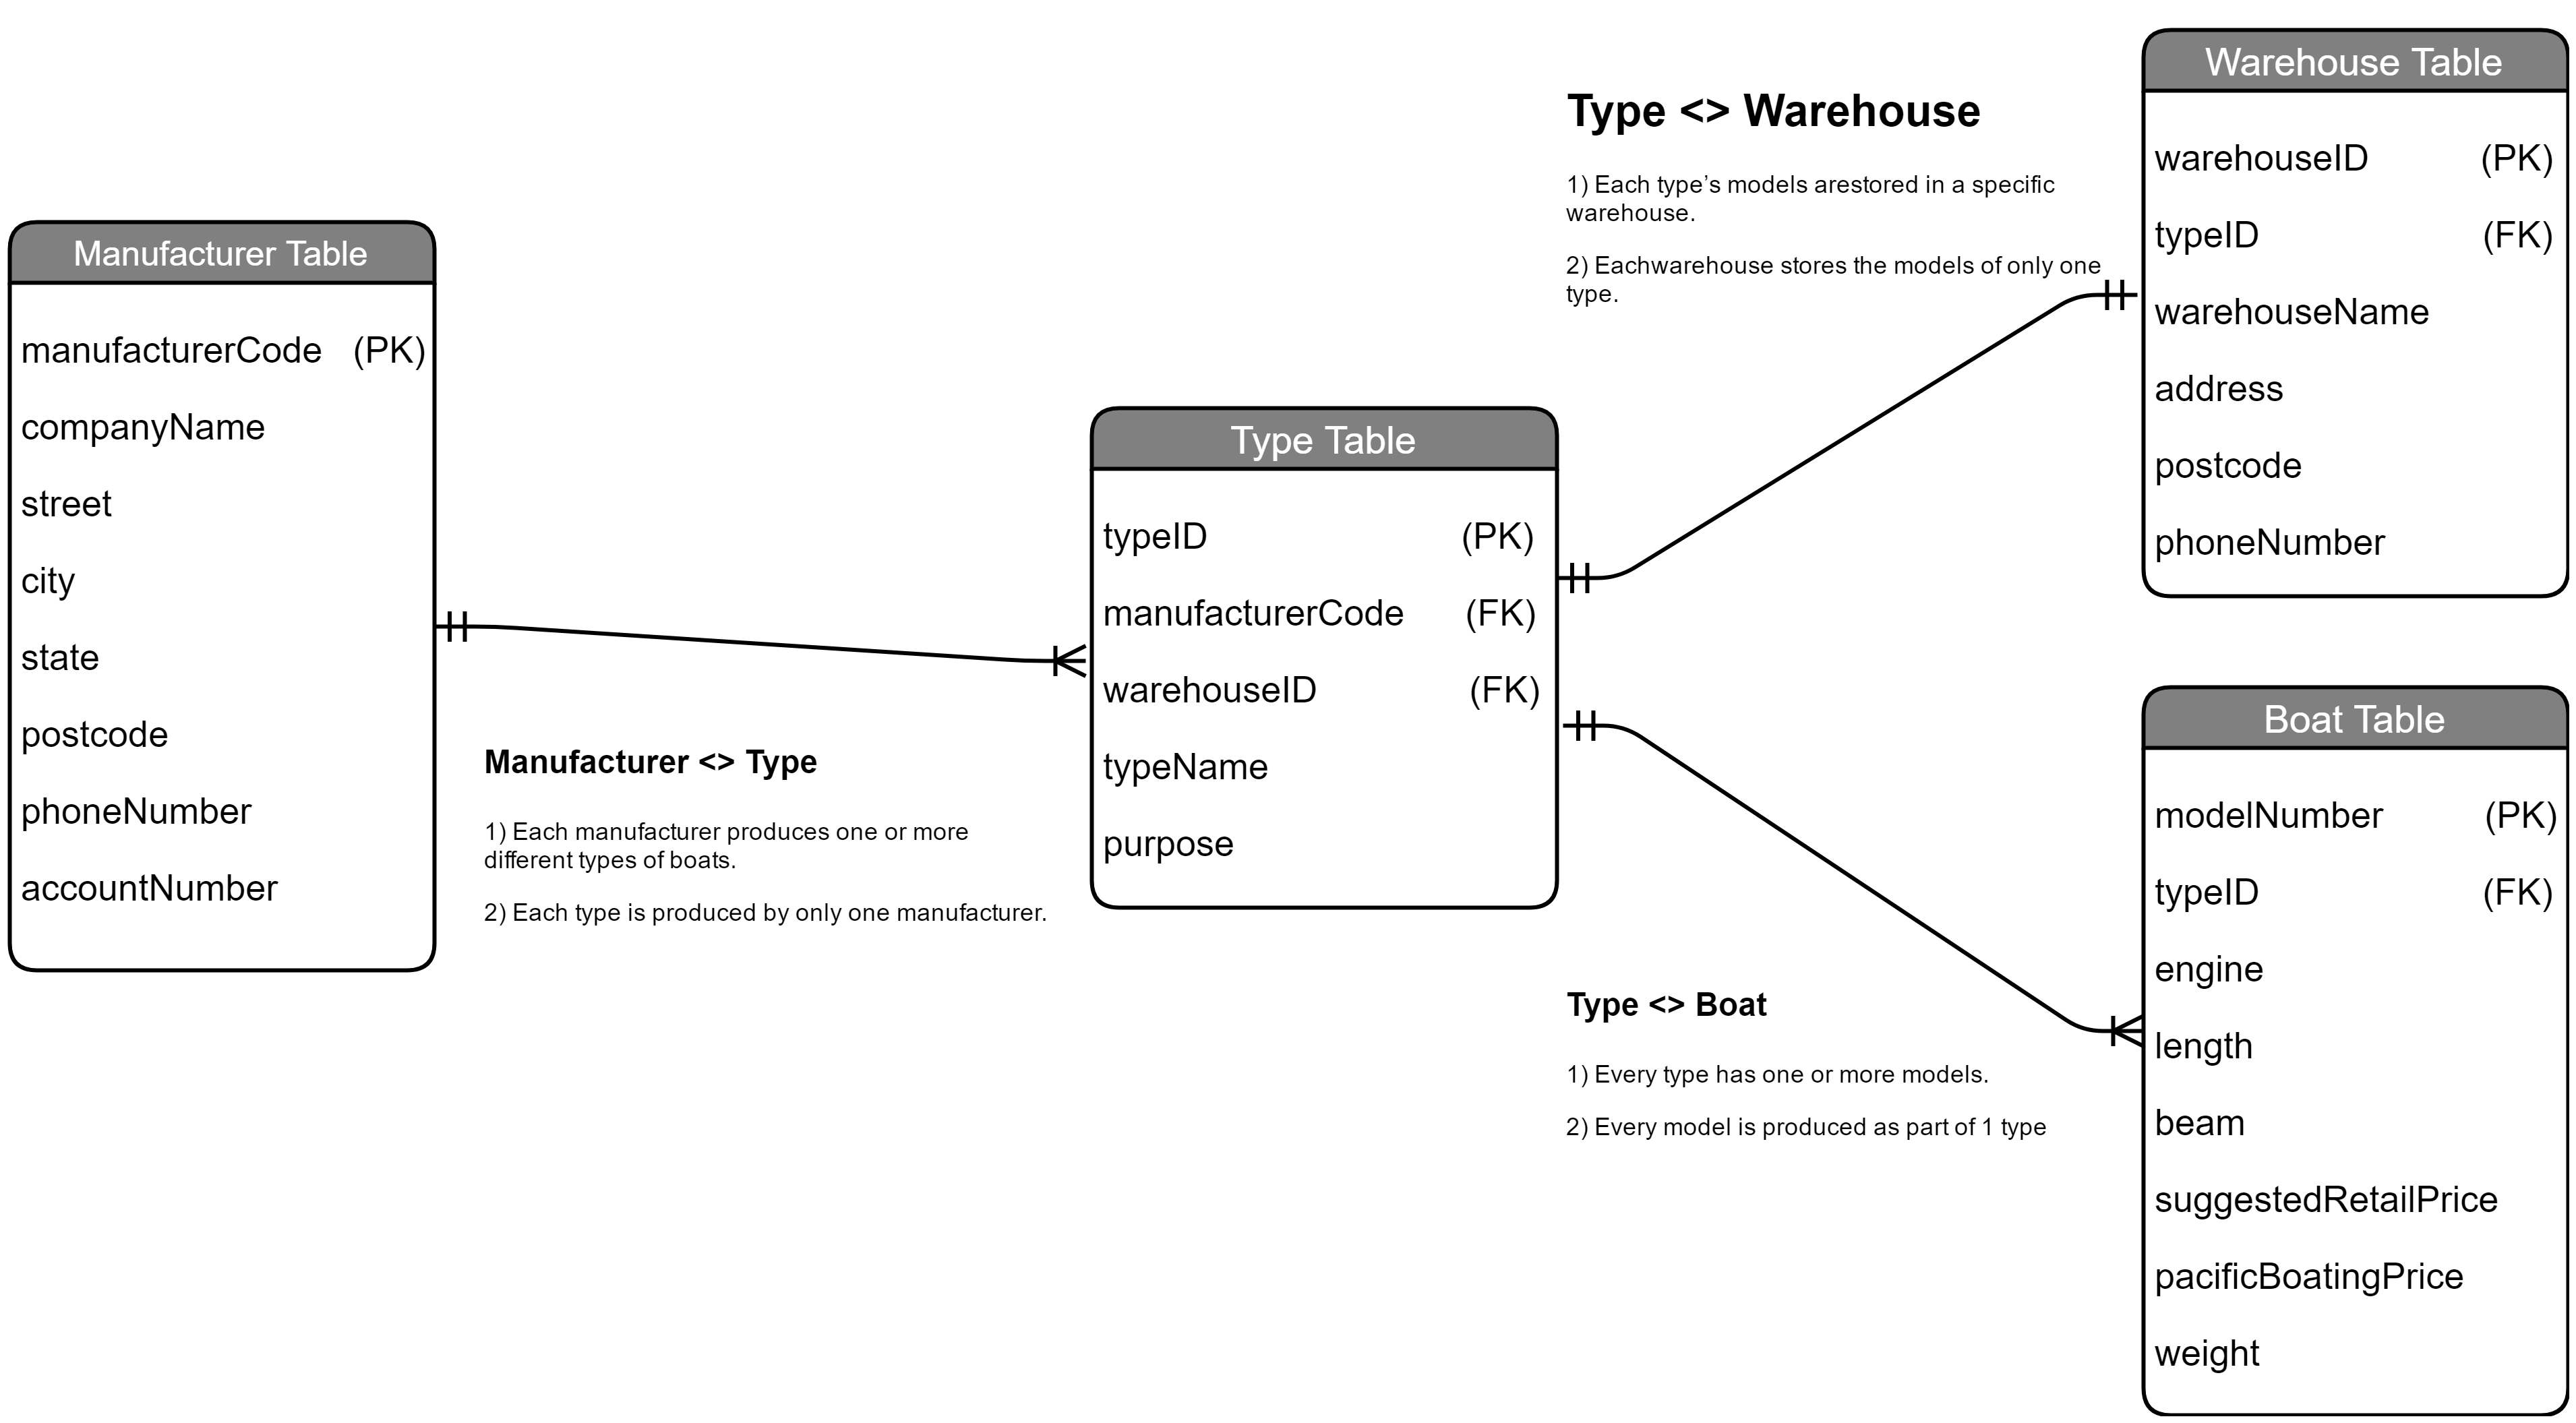 Manufacturer Table
manufacturerCode (PK)
companyName
street
city
state
postcode
phoneNumber
accountNumber
Manufacturer <> Type
1) Each manufacturer produces one or more
different types of boats.
2) Each type is produced by only one manufacturer.
Type Table
typeID (PK)
manufacturerCode (FK)
warehouseID (FK)
typeName
purpose
Type <> Warehouse
1) Each type’s models arestored in a specific
warehouse.
2) Eachwarehouse stores the models of only one
type.
Warehouse Table
warehouseID (PK)
typeID (FK)
warehouseName
address
postcode
phoneNumber
Type <> Boat
1) Every type has one or more models.
2) Every model is produced as part of 1 type
Boat Table
modelNumber (PK)
typeID (FK)
engine
length
beam
suggestedRetailPrice
pacificBoatingPrice
weight